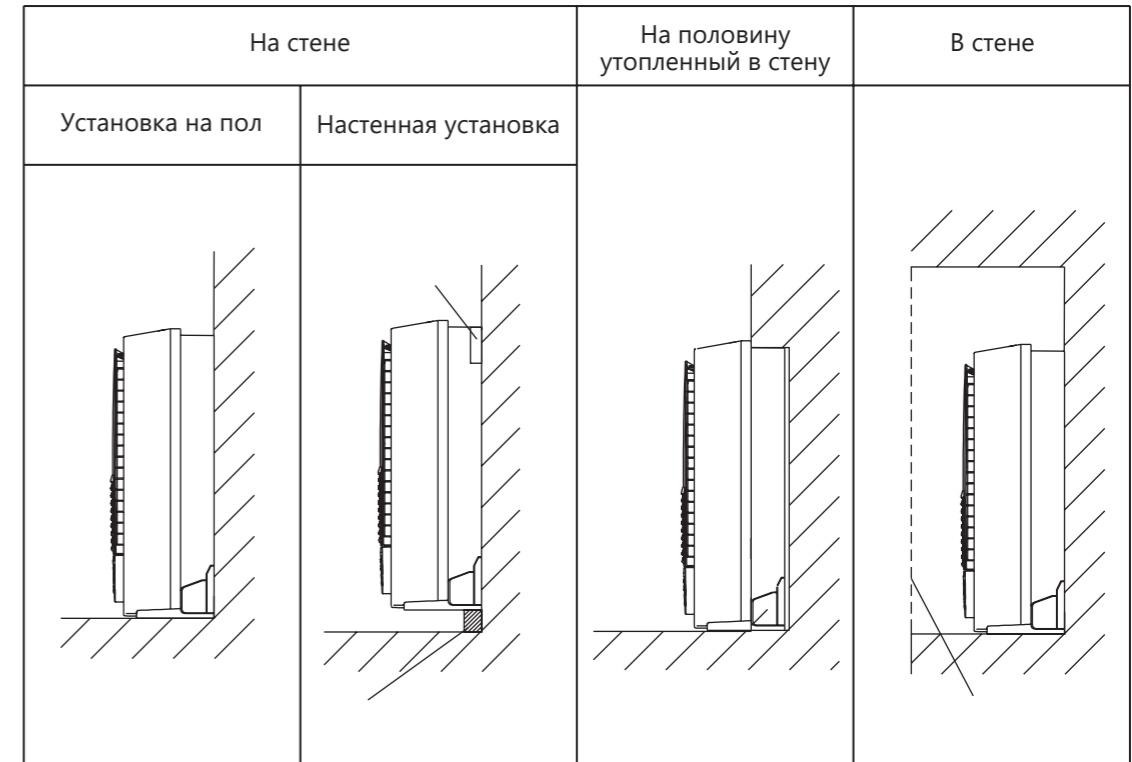 На стене
На половину
утопленный в стену
В стене
Установка на пол
Настенная установка